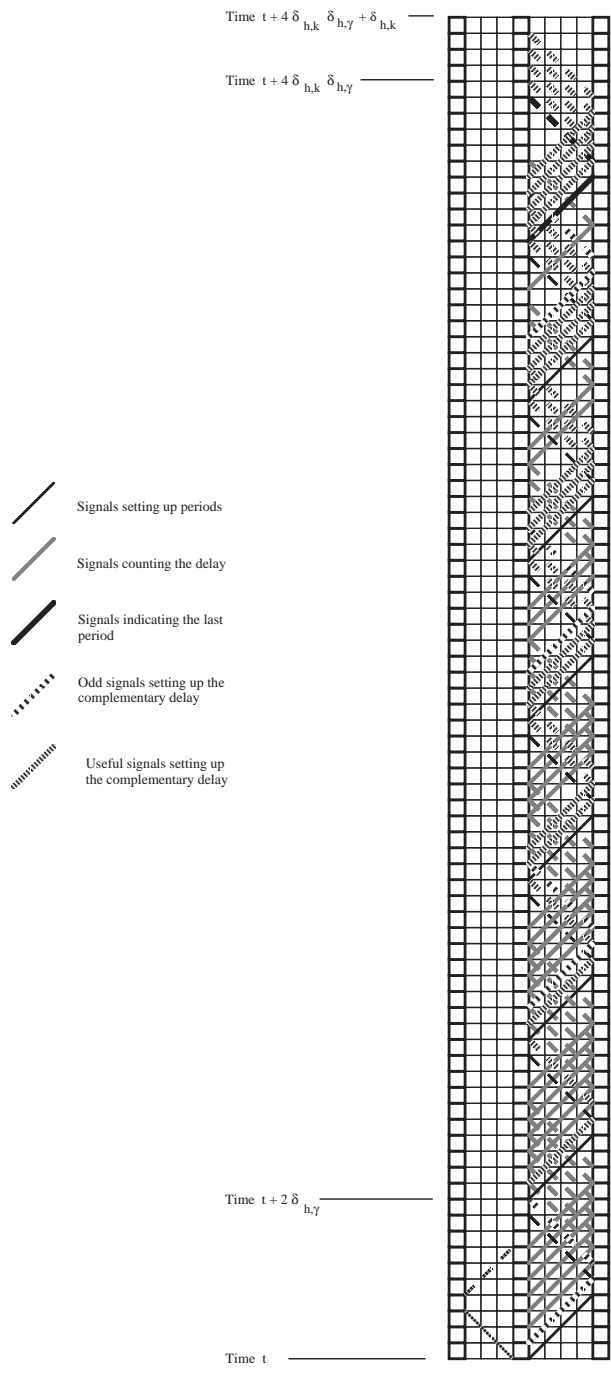 Time t + 4 δ h,k δ h,γ + δ h,k
Time t + 4 δ h,k δ h,γ
Signals setting up periods
Signals counting the delay
Signals indicating the last
period
Odd signals setting up the
complementary delay
Useful signals setting up
the complementary delay
Time t + 2 δ h,γ
Time t